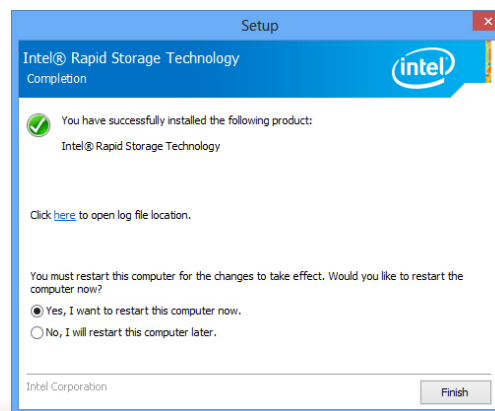 Setup
Intel® Rapid Storage Technology
Completion
intel
You have successfully installed the following product:
Intel® Rapid Storage Technology
Click here to open log file location.
You must restart this computer for the changes to take effect. Would you like to restart the
computer now?
Yes, I want to restart this computer now.
No, I will restart this computer later.
Intel Corporation
Finish